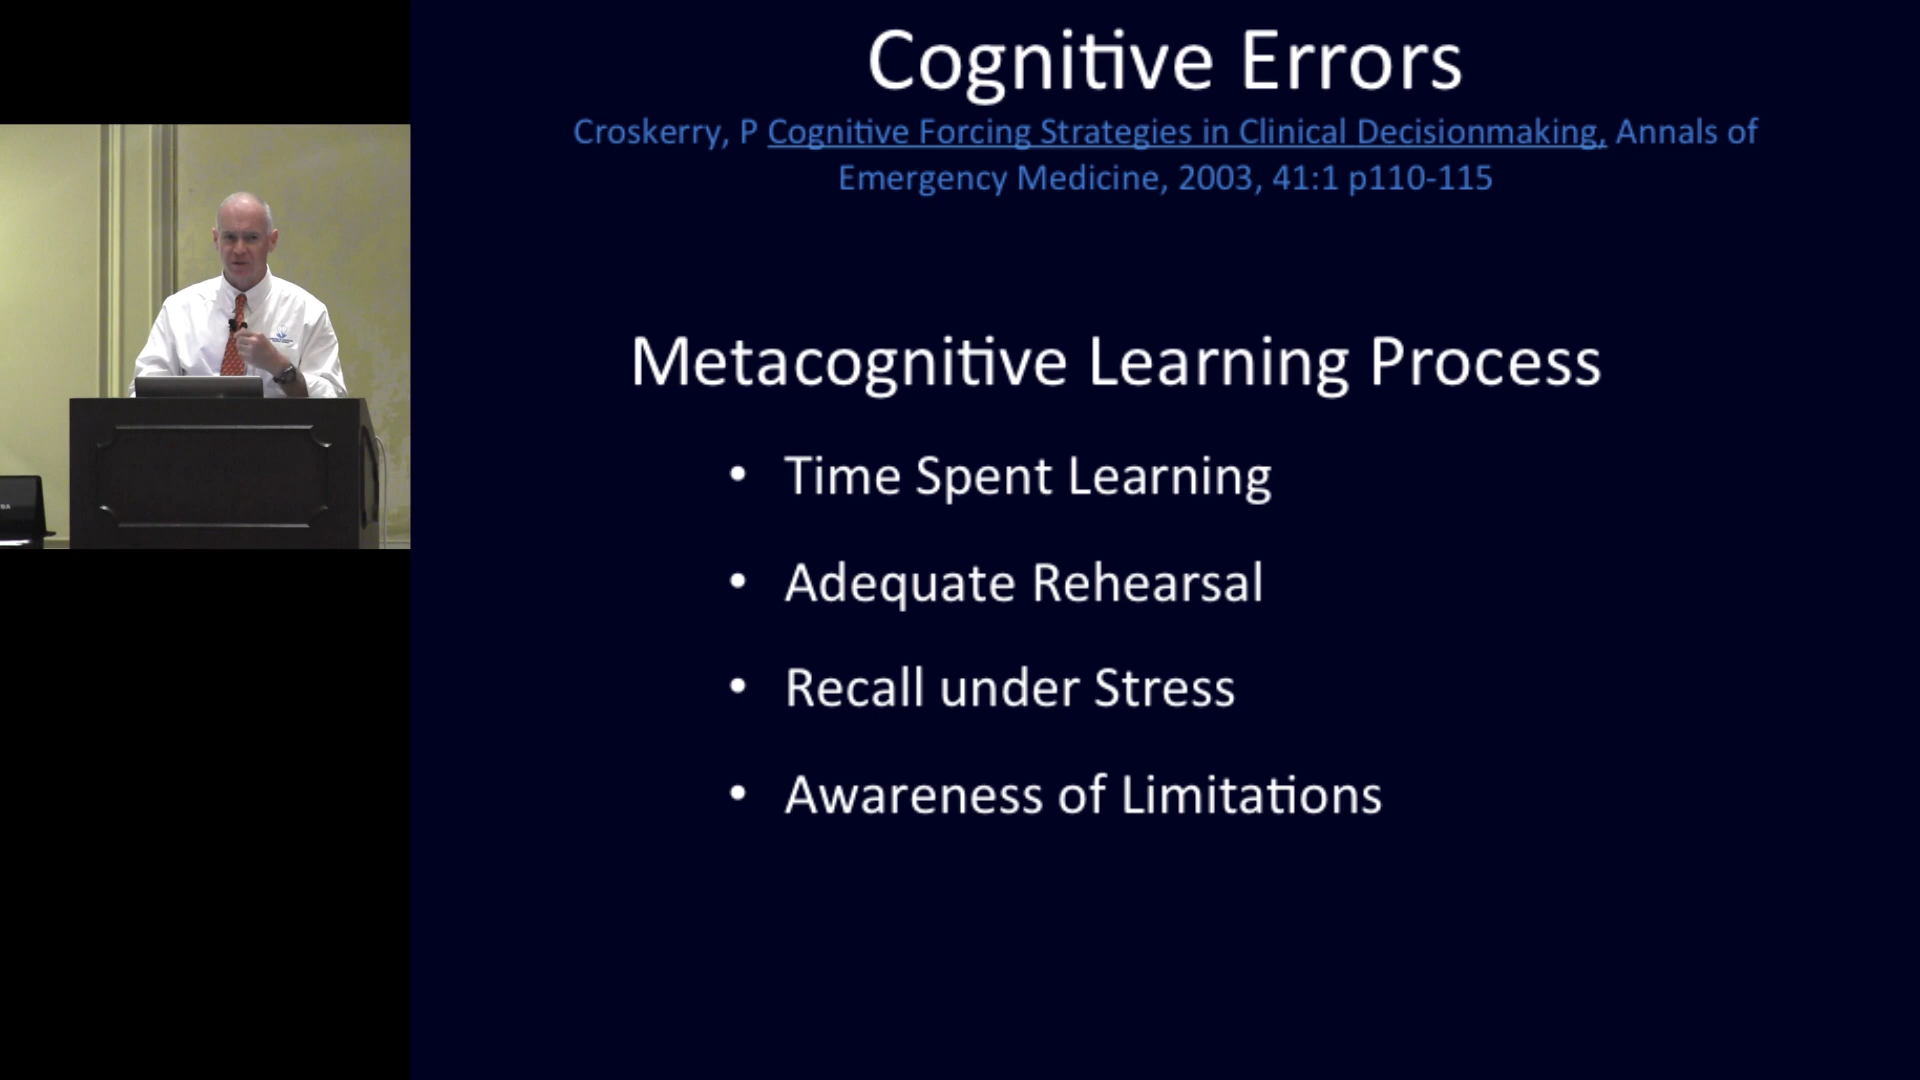 Cognitive Errors
Croskerry, P Cognitive Forcing Strategies in Clinical Decisionmaking, Annals of
Emergency Medicine, 2003, 41:1 p110-115
Metacognitive Learning Process
• Time Spent Learning
• Adequate Rehearsal
• Recall under Stress
• Awareness of Limitations